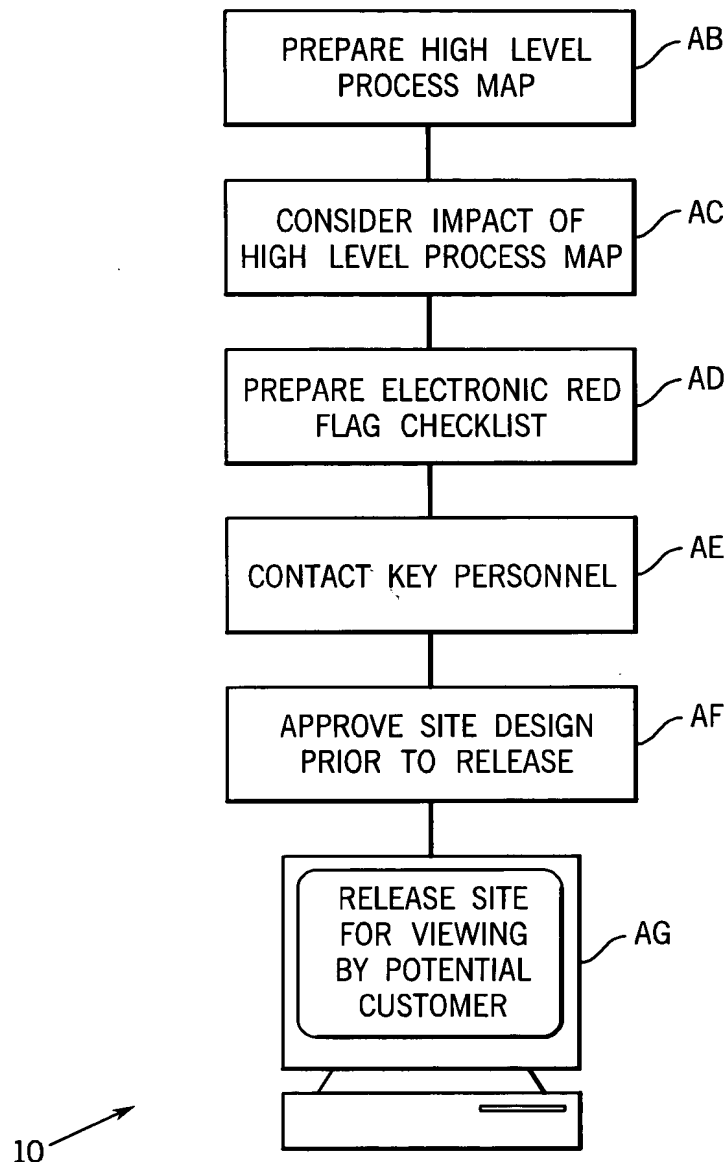 PREPARE HIGH LEVEL
PROCESS MAP
AB
CONSIDER IMPACT OF
HIGH LEVEL PROCESS MAP
AC
PREPARE ELECTRONIC RED
FLAG CHECKLIST
AD
CONTACT KEY PERSONNEL
AE
APPROVE SITE DESIGN
PRIOR TO RELEASE
AF
RELEASE SITE
FOR VIEWING
BY POTENTIAL
CUSTOMER
AG
10